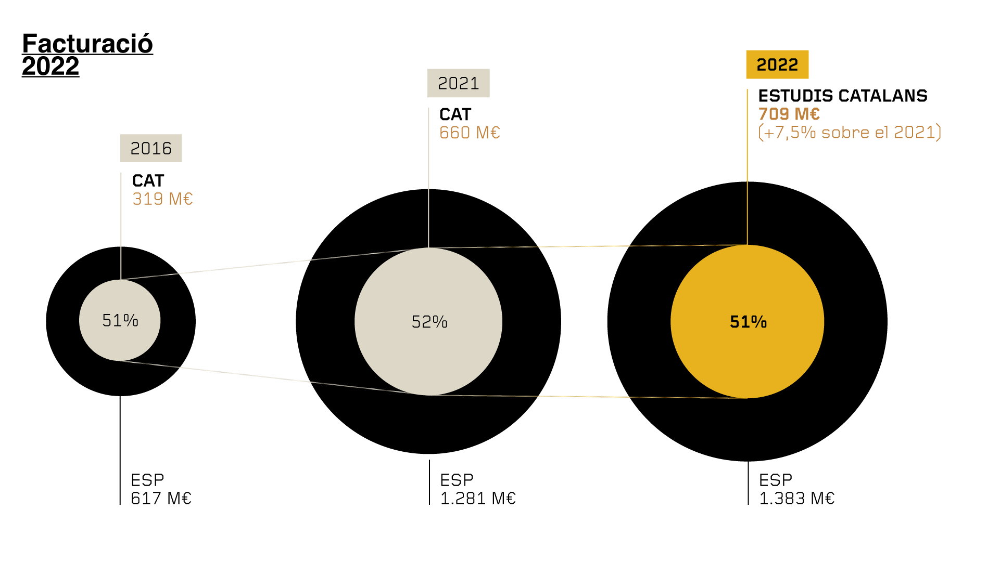 Facturació
2022
2016
CAT
319 M€
51%
ESP
617 M€
2021
CAT
660 M€
52%
ESP
1.281 M€
2022
ESTUDIS CATALANS
709 M€
(+7,5% sobre el 2021)
51%
ESP
1.383 M€